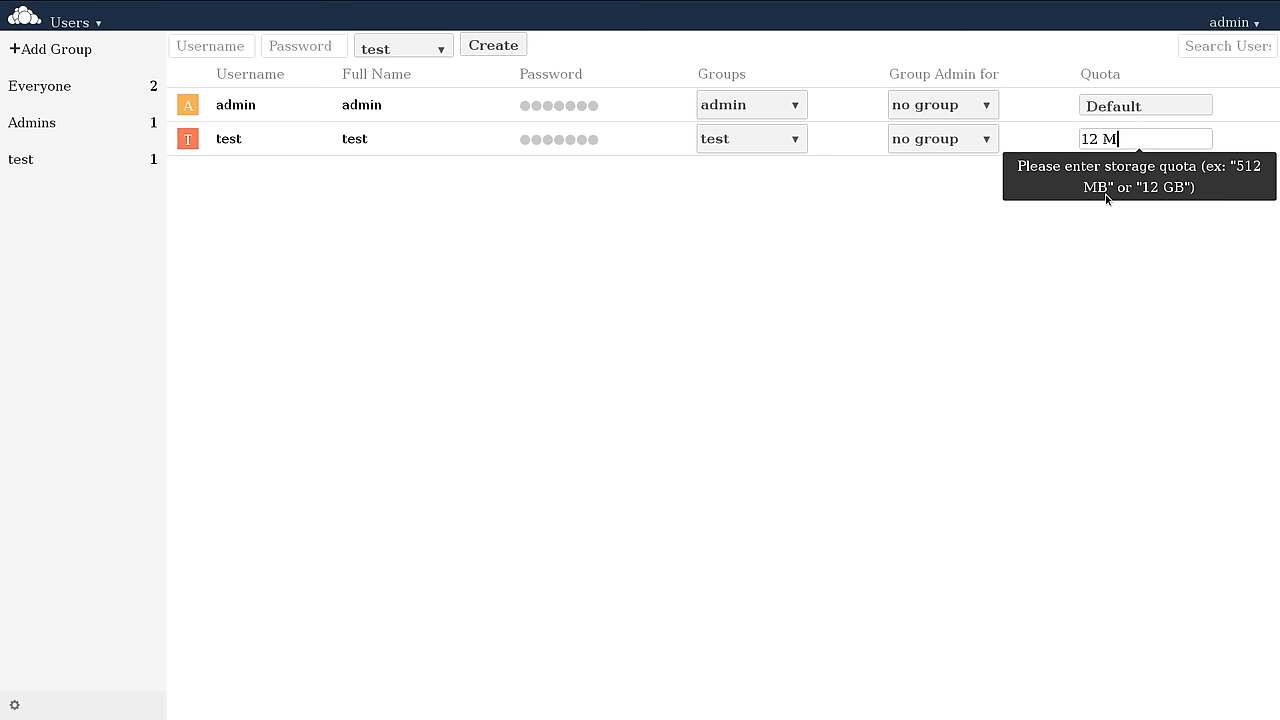 Users ▾
admin ▾
+Add Group
Everyone 2
Admins 1
test 1
Username Password test ▾ Create Search User
Username Full Name Password Groups Group Admin for Quota
A admin admin ●●●●●●● admin ▾ no group ▾ Default
T test test ●●●●●●● test ▾ no group ▾ 12 M
Please enter storage quota (ex: "512
MB" or "12 GB")